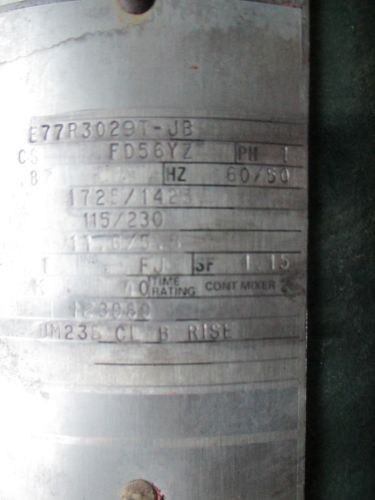 E77R3029T-JB
FD56YZ PH 1
HZ 60/50
1725/1425
115/230
FJ SF 1.15
40 TIME RATING CONT MIXER
CL B RISE